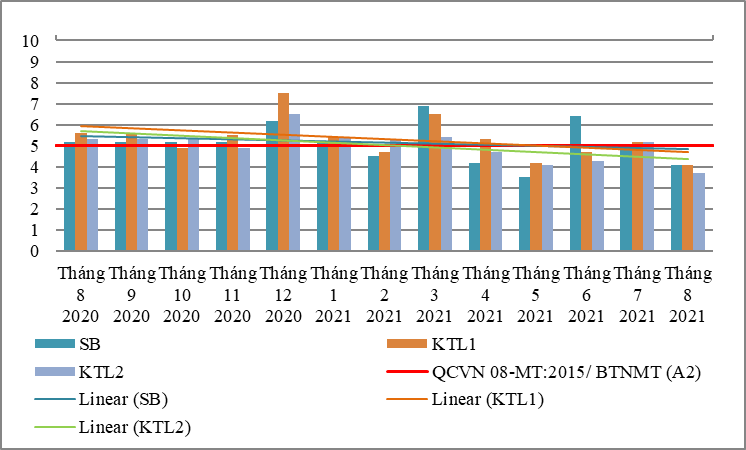 10
9
8
7
6
5
4
3
2
1
0
Tháng Tháng Tháng Tháng Tháng Tháng Tháng Tháng Tháng Tháng Tháng Tháng Tháng
8 9 10 11 12 1 2 3 4 5 6 7 8
2020 2020 2020 2020 2020 2021 2021 2021 2021 2021 2021 2021 2021
SB KTL1
KTL2 QCVN 08-MT:2015/ BTNMT (A2)
Linear (SB) Linear (KTL1)
Linear (KTL2)